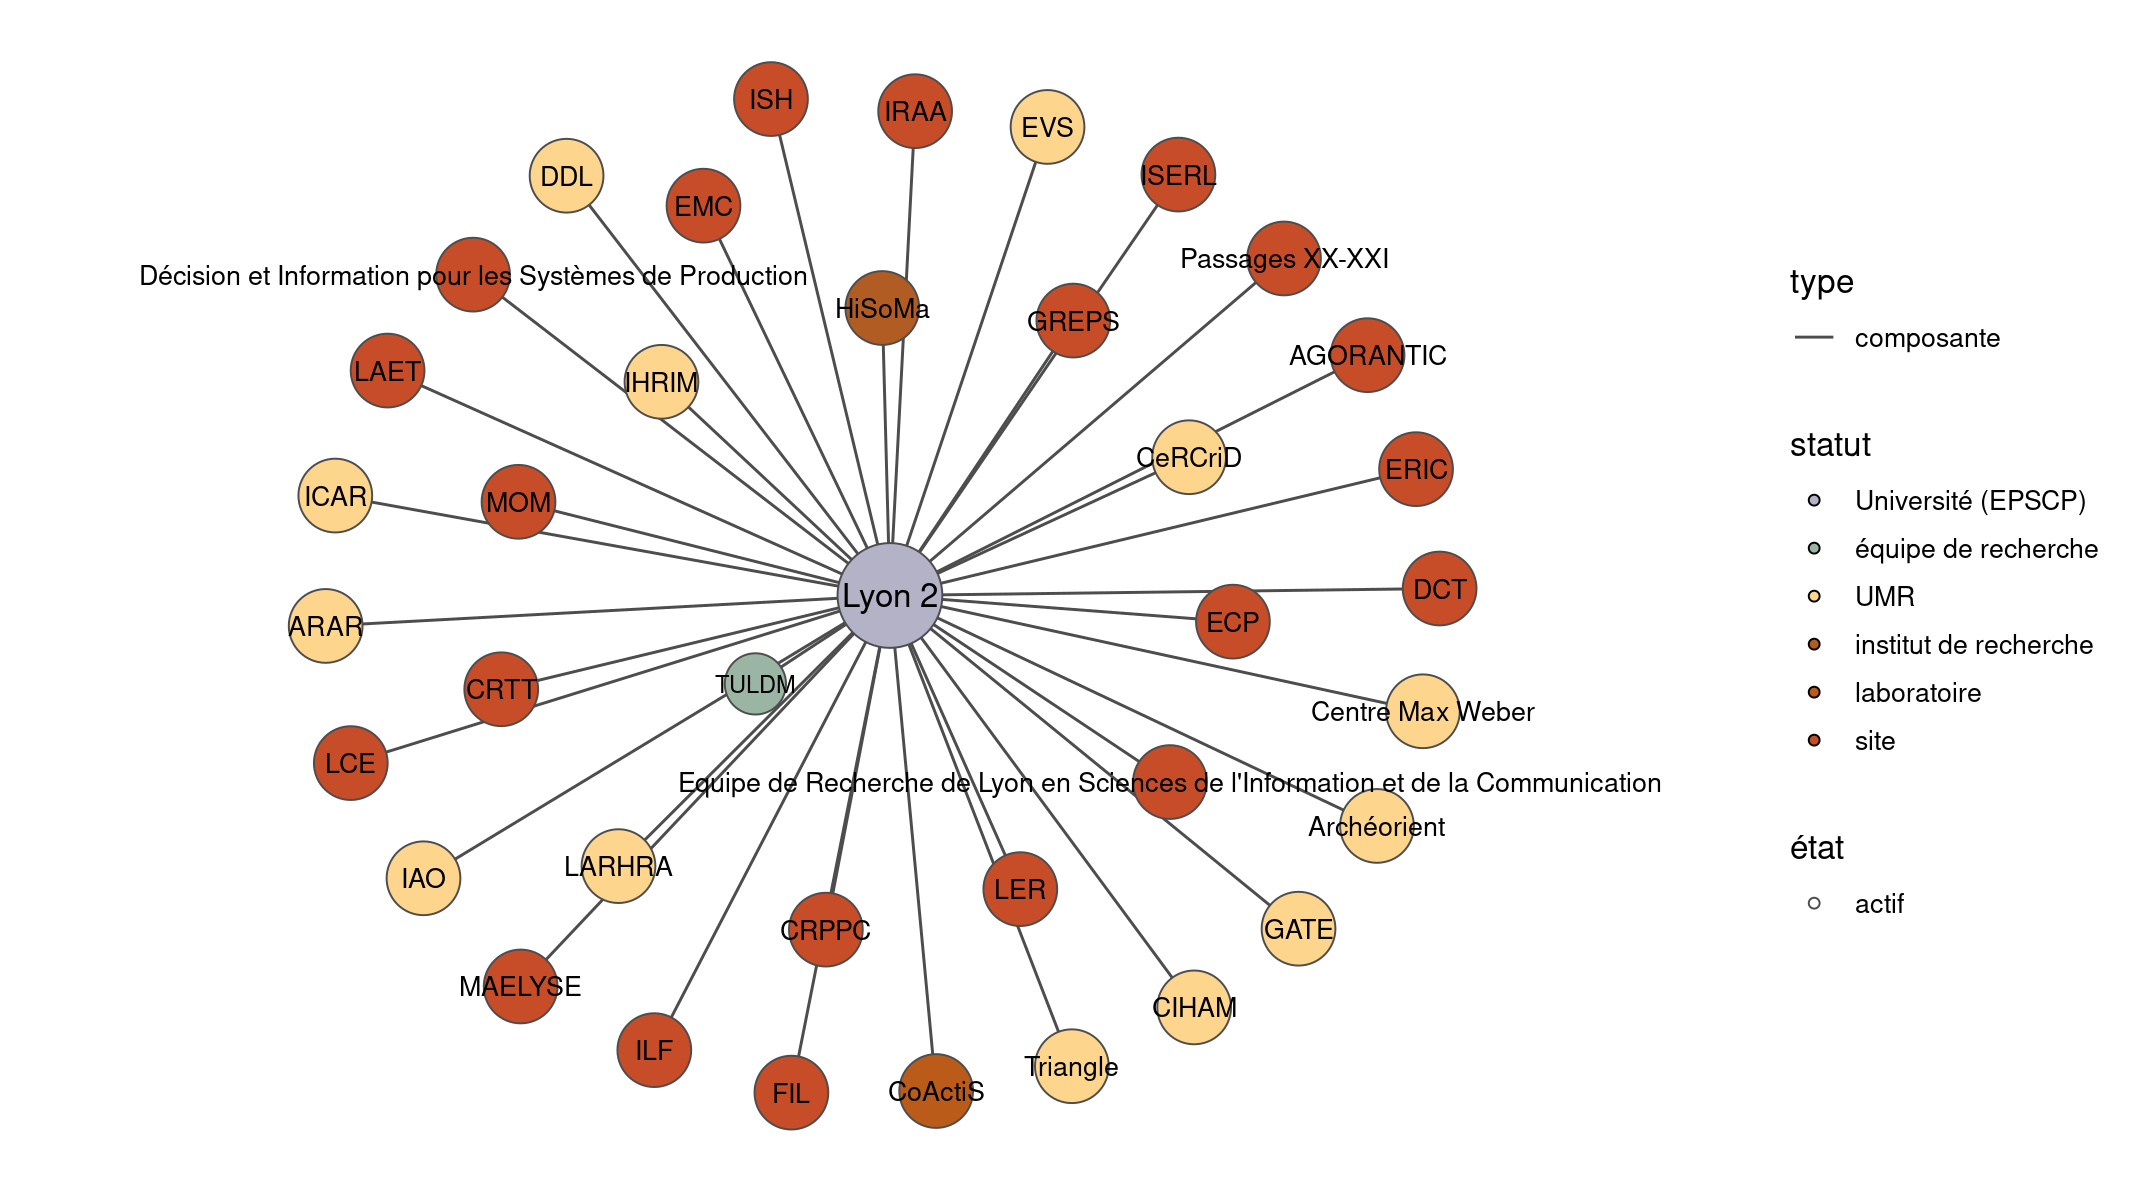 ISH
IRAA
EVS
DDL
ISERL
EMC
Passages XX-XXI
Décision et Information pour les Systèmes de Production
HiSoMa
GREPS
AGORANTIC
LAET
IHRIM
CeRCriD
ERIC
ICAR
MOM
Lyon 2
DCT
ECP
ARAR
CRTT
TULDM
Centre Max Weber
LCE
Equipe de Recherche de Lyon en Sciences de l'Information et de la Communication
Archéorient
IAO
LARHRA
LER
CRPPC
GATE
MAELYSE
CIHAM
ILF
Triangle
FIL
CoActiS
type
composante
statut
Université (EPSCP)
équipe de recherche
UMR
institut de recherche
laboratoire
site
état
actif